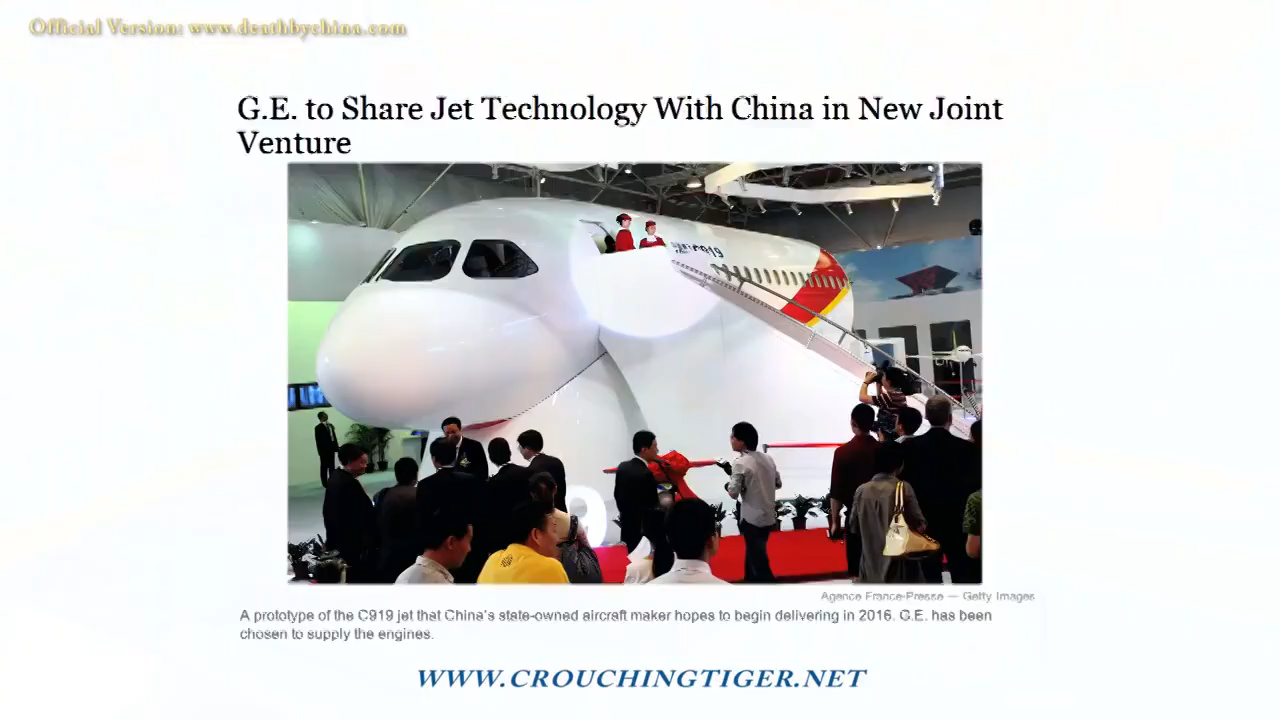 Official Version: www.deathbychina.com
G.E. to Share Jet Technology With China in New Joint
Venture
Agence France-Presse — Getty Images
A prototype of the C919 jet that China's state-owned aircraft maker hopes to begin delivering in 2016. G.E. has been
chosen to supply the engines.
WWW.CROUCHINGTIGER.NET